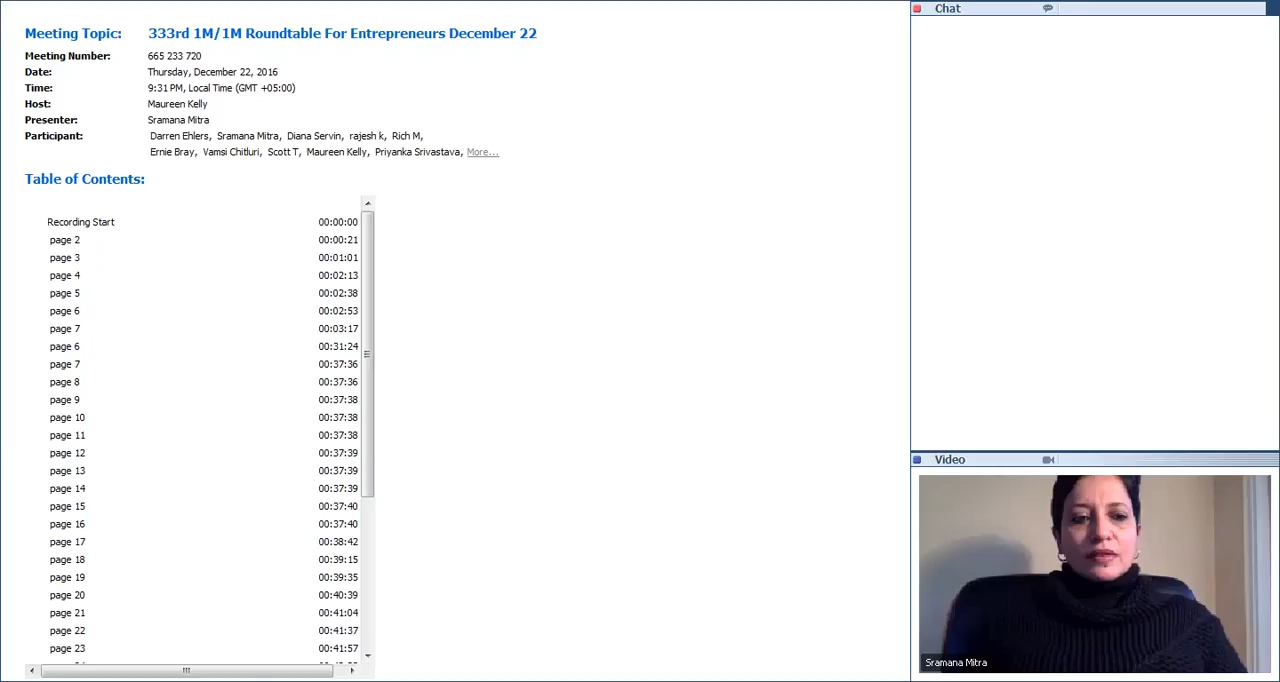 Meeting Topic: 333rd 1M/1M Roundtable For Entrepreneurs December 22
Meeting Number: 665 233 720
Date: Thursday, December 22, 2016
Time: 9:31 PM, Local Time (GMT +05:00)
Host: Maureen Kelly
Presenter: Sramana Mitra
Participant: Darren Ehlers, Sramana Mitra, Diana Servin, rajesh k, Rich M,
Ernie Bray, Vamsi Chitluri, Scott T, Maureen Kelly, Priyanka Srivastava, More...
Table of Contents:
Recording Start 00:00:00
page 2 00:00:21
page 3 00:01:01
page 4 00:02:13
page 5 00:02:38
page 6 00:02:53
page 7 00:03:17
page 6 00:31:24
page 7 00:37:36
page 8 00:37:36
page 9 00:37:38
page 10 00:37:38
page 11 00:37:38
page 12 00:37:39
page 13 00:37:39
page 14 00:37:39
page 15 00:37:40
page 16 00:37:40
page 17 00:38:42
page 18 00:39:15
page 19 00:39:35
page 20 00:40:39
page 21 00:41:04
page 22 00:41:37
page 23 00:41:57
Chat
Video
Sramana Mitra